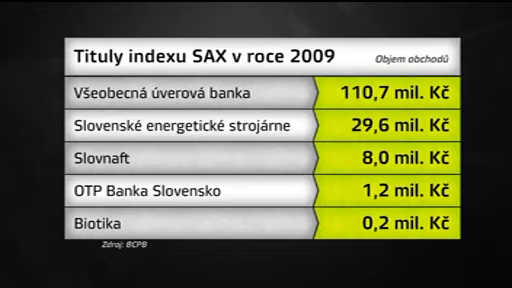 Tituly indexu SAX v roce 2009 Objem obchodů
Všeobecná úverová banka 110,7 mil. Kč
Slovenské energetické strojárne 29,6 mil. Kč
Slovnaft 8,0 mil. Kč
OTP Banka Slovensko 1,2 mil. Kč
Biotika 0,2 mil. Kč
Zdroj: BCPB